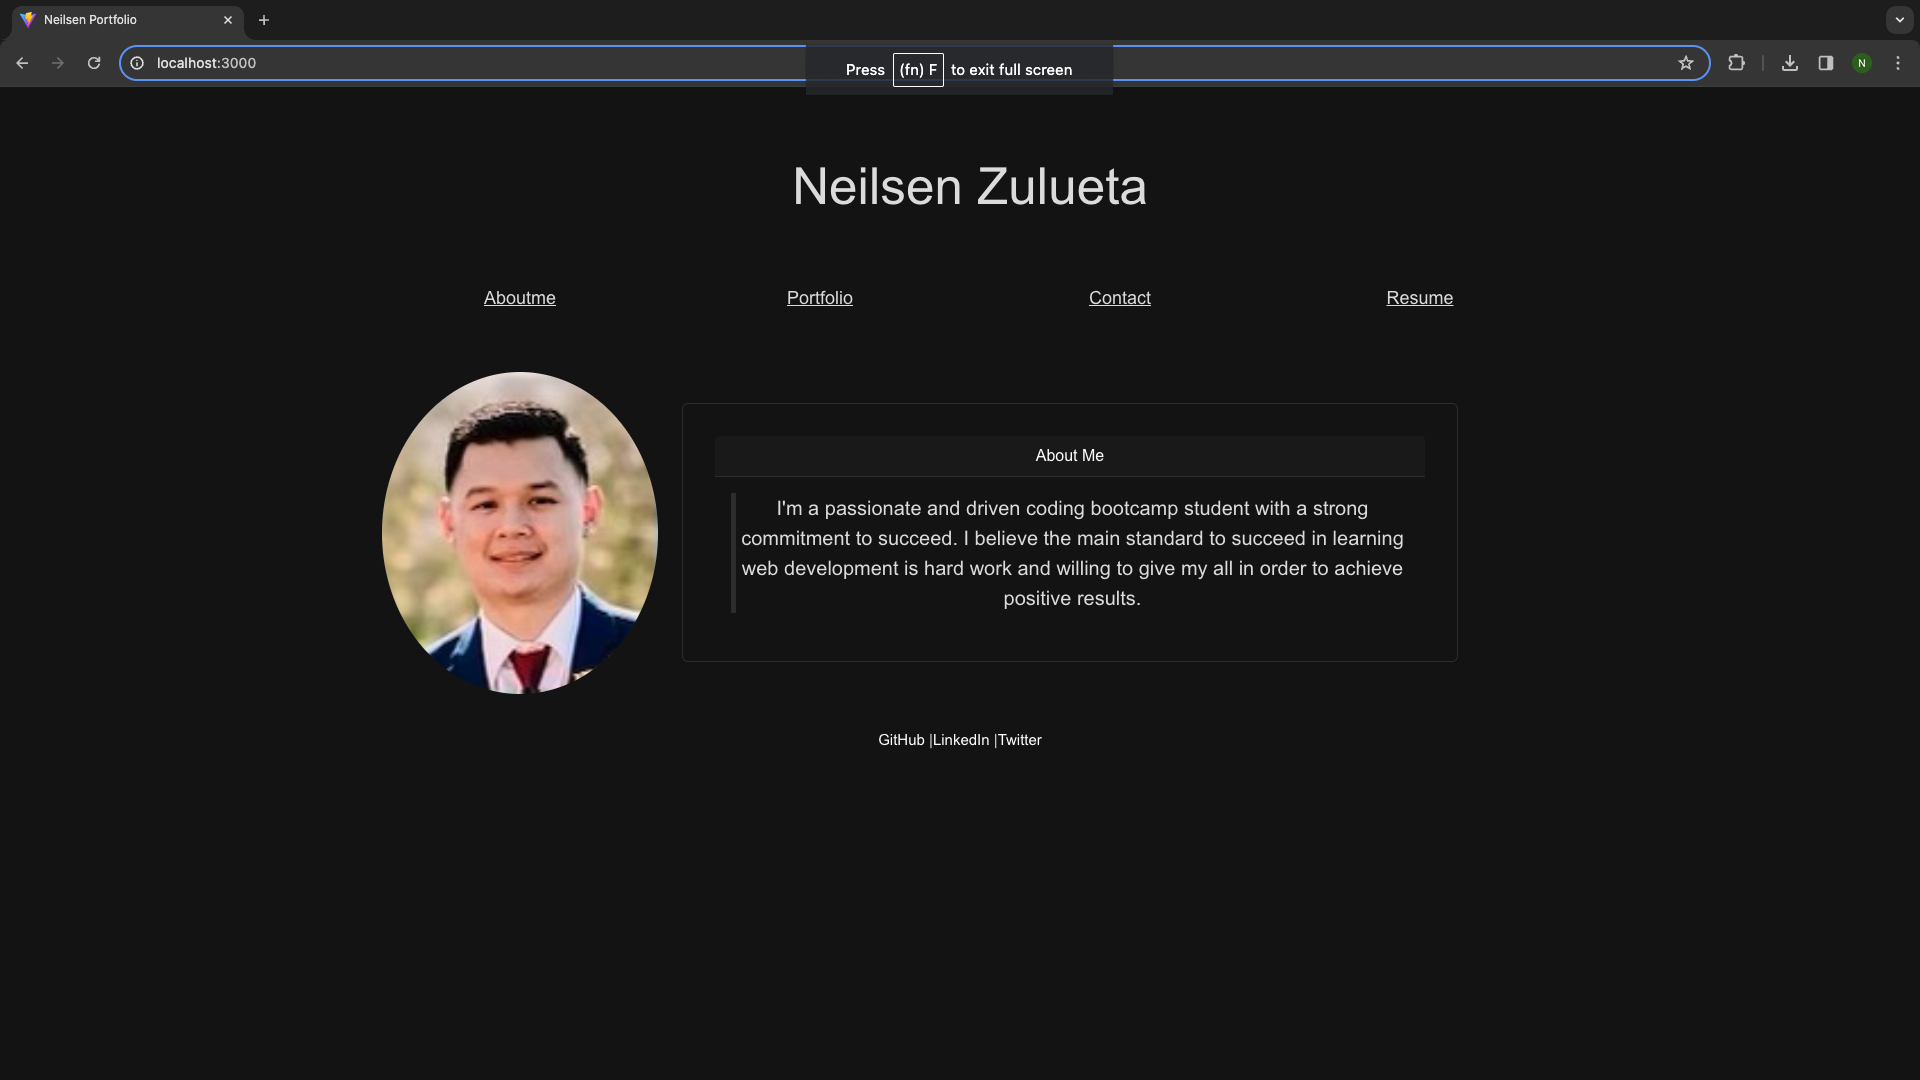 Neilsen Portfolio
localhost:3000
Press (fn) F to exit full screen
N
Neilsen Zulueta
Aboutme Portfolio Contact Resume
About Me
I'm a passionate and driven coding bootcamp student with a strong
commitment to succeed. I believe the main standard to succeed in learning
web development is hard work and willing to give my all in order to achieve
positive results.
GitHub |LinkedIn |Twitter